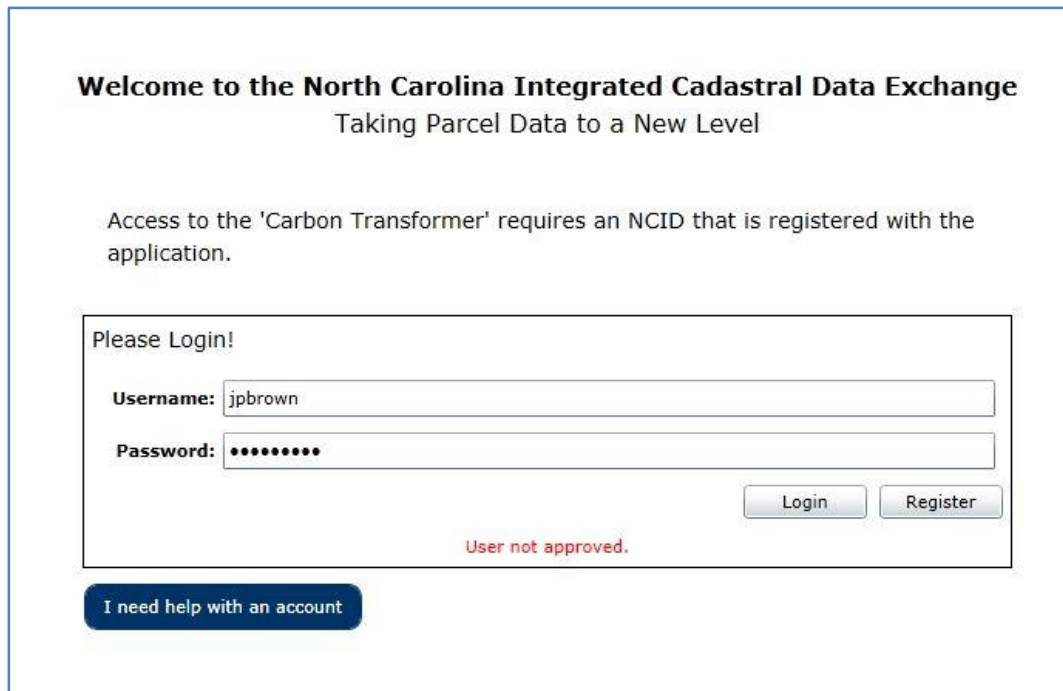 Welcome to the North Carolina Integrated Cadastral Data Exchange
Taking Parcel Data to a New Level
Access to the 'Carbon Transformer' requires an NCID that is registered with the
application.
Please Login!
Username: jpbrown
Password: •••••••••
Login Register
User not approved.
I need help with an account